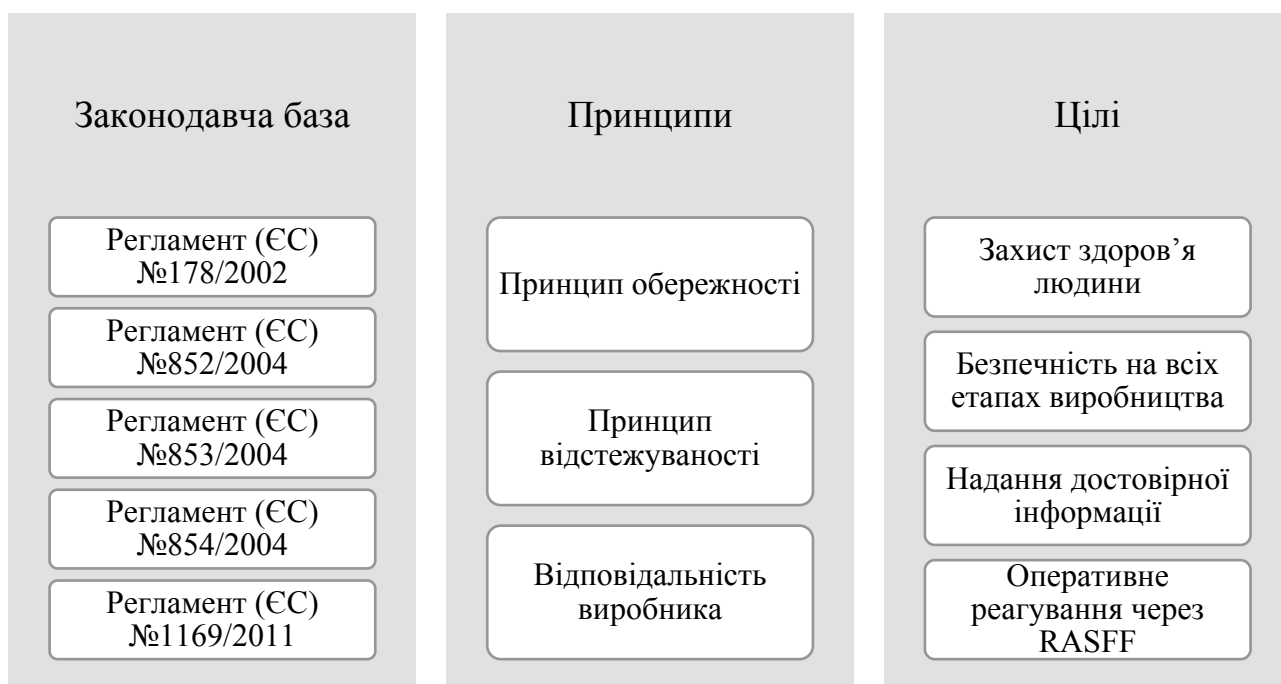 Законодавча база
Регламент (ЄС)
№178/2002
Регламент (ЄС)
№852/2004
Регламент (ЄС)
№853/2004
Регламент (ЄС)
№854/2004
Регламент (ЄС)
№1169/2011
Принципи
Принцип обережності
Принцип
відстежуваності
Відповідальність
виробника
Цілі
Захист здоров’я
людини
Безпечність на всіх
етапах виробництва
Надання достовірної
інформації
Оперативне
реагування через
RASFF